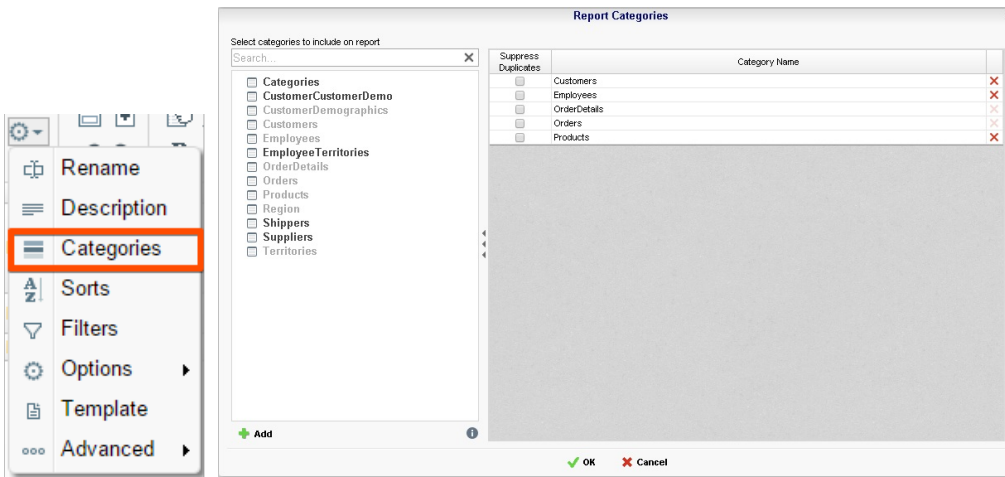 Rename
Description
Categories
Sorts
Filters
Options
Template
Advanced
Report Categories
Select categories to include on report
Search...
Categories
CustomerCustomerDemo
CustomerDemographics
Customers
Employees
EmployeeTerritories
OrderDetails
Orders
Products
Region
Shippers
Suppliers
Territories
Add
Suppress
Duplicates
Category Name
Customers
Employees
OrderDetails
Orders
Products
OK Cancel